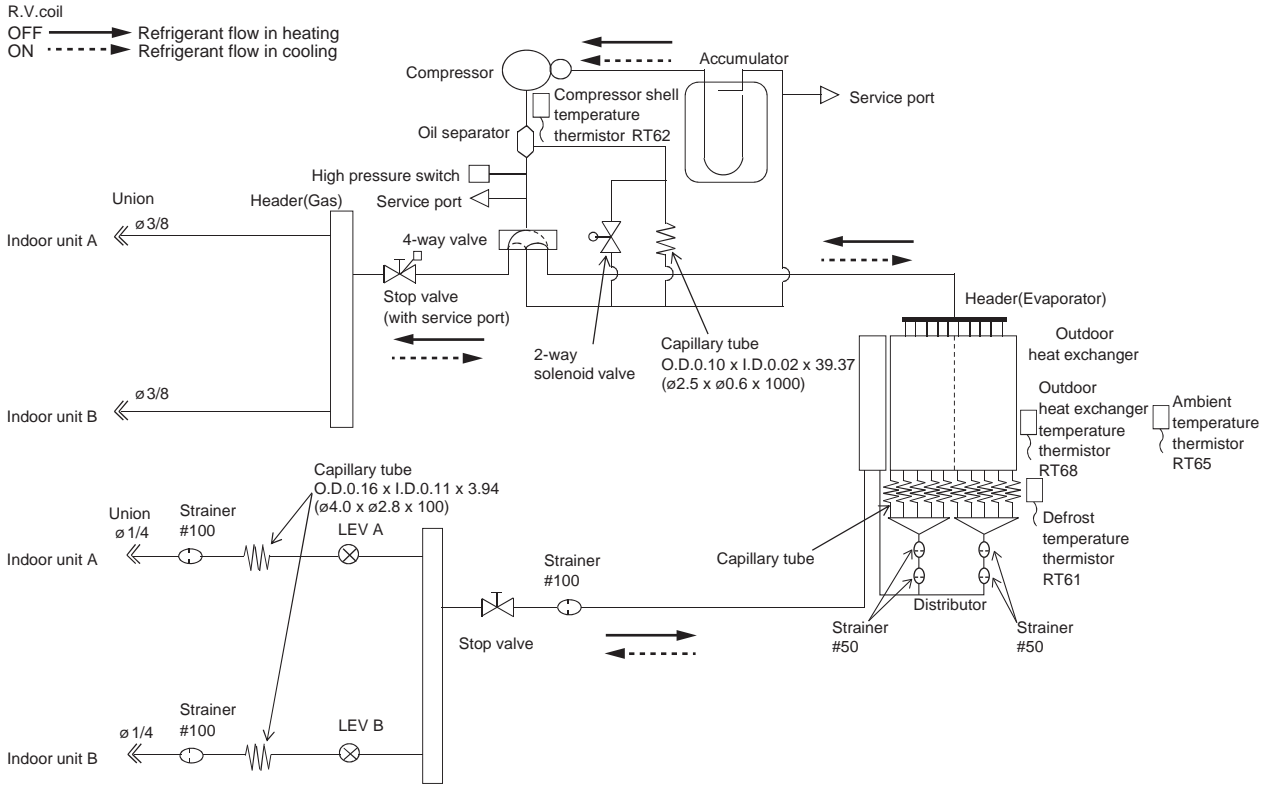 R.V.coil
OFF Refrigerant flow in heating
ON Refrigerant flow in cooling
Compressor
Accumulator
Service port
Compressor shell
temperature
thermistor RT62
Oil separator
High pressure switch
Service port
Union
Header(Gas)
ø 3/8
Indoor unit A
4-way valve
Stop valve
(with service port)
Header(Evaporator)
Outdoor
heat exchanger
2-way
solenoid valve
Capillary tube
O.D.0.10 x I.D.0.02 x 39.37
(ø2.5 x ø0.6 x 1000)
ø 3/8
Indoor unit B
Outdoor
heat exchanger
temperature
thermistor
RT68
Ambient
temperature
thermistor
RT65
Capillary tube
O.D.0.16 x I.D.0.11 x 3.94
(ø4.0 x ø2.8 x 100)
Union
ø 1/4
Strainer
#100
LEV A
Indoor unit A
Strainer
#100
Stop valve
Capillary tube
Defrost
temperature
thermistor
RT61
Distributor
Strainer
#50
Strainer
#50
ø 1/4
Strainer
#100
LEV B
Indoor unit B